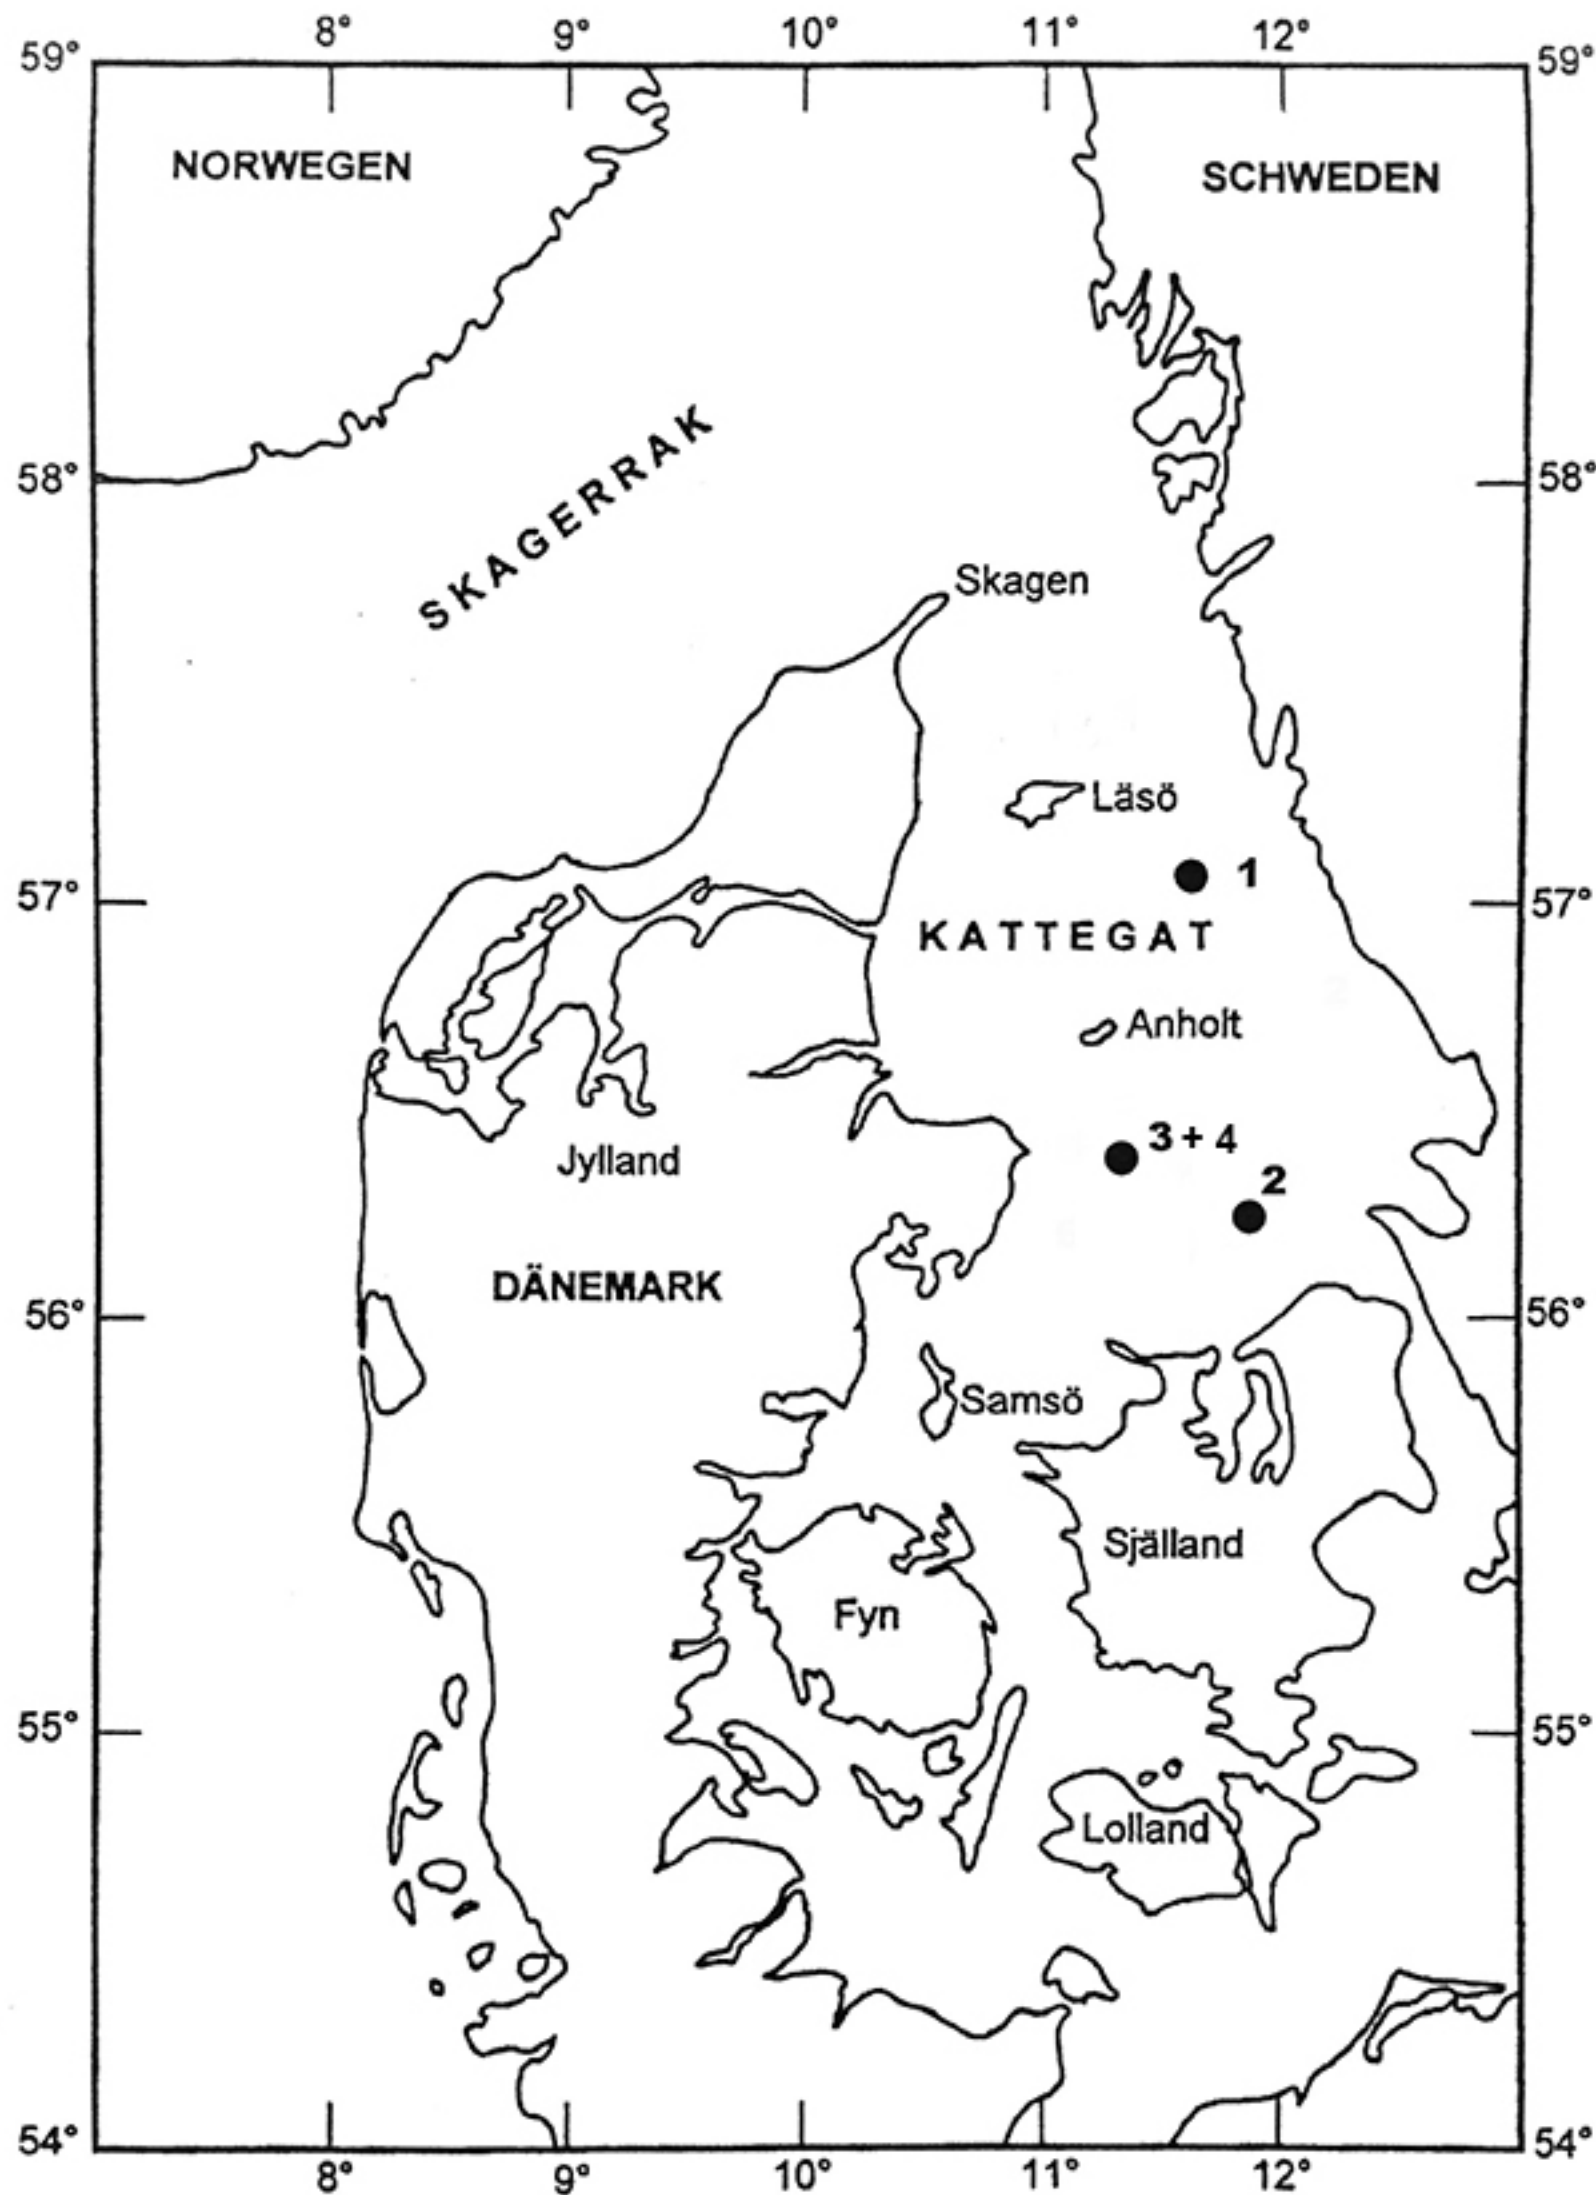 8° 9° 10° 11° 12°
59° 59°
NORWEGEN SCHWEDEN
SKAGERRAK
58° 58°
Skagen
Läsö
1
57° 57°
KATTEGAT
Anholt
3 + 4
Jylland
2
DÄNEMARK
56° 56°
Samsö
Själland
Fyn
55° 55°
Lolland
54° 54°
8° 9° 10° 11° 12°